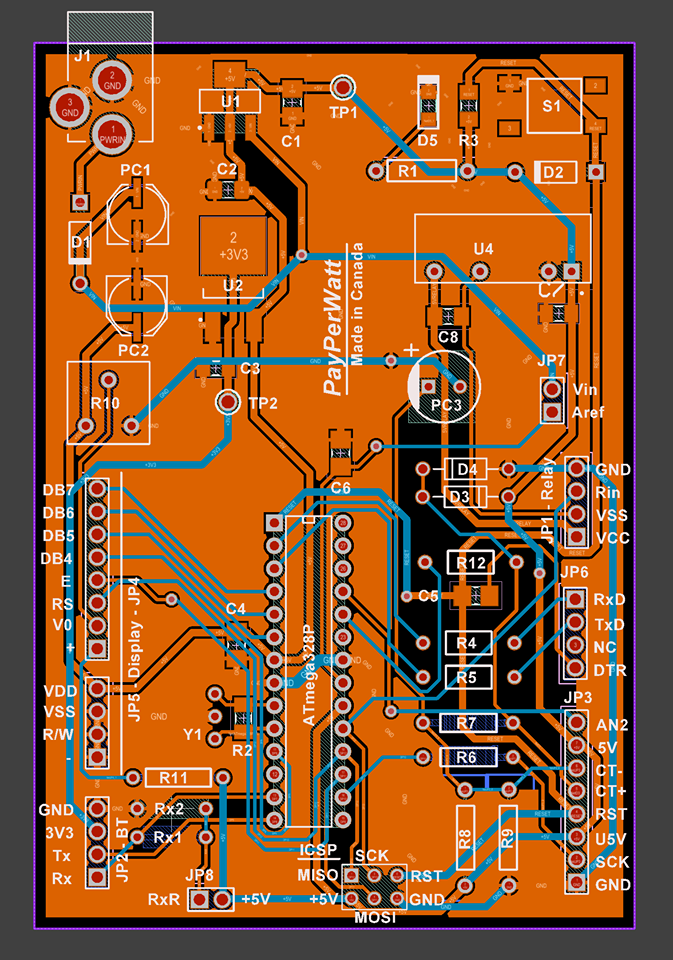 J1
2
GND
3
GND
1
PWRIN
4
+5V
U1
C1
TP1
D5
R3
S1
2
3
PC1
C2
R1
D2
D1
2
+3V3
U2
U4
PayPerWatt
Made in Canada
C7
PC2
C8
C3
+
JP7
R10
TP2
PC3
Vin
Aref
C6
D4
D3
GND
Rin
VSS
VCC
JP1 - Relay
DB7
DB6
DB5
DB4
E
RS
V0
+
JP5 - Display - JP4
C4
ATmega328P
R12
C5
JP6
RxD
TxD
NC
DTR
R4
R5
VDD
VSS
R/W
-
Y1
R2
JP3
R7
R6
AN2
5V
CT-
CT+
RST
U5V
SCK
GND
R11
GND
3V3
Tx
Rx
JP2 - BT
Rx2
Rx1
R8
R9
ICSP
SCK
MISO
RST
JP8
RxR
+5V
+5V
GND
MOSI